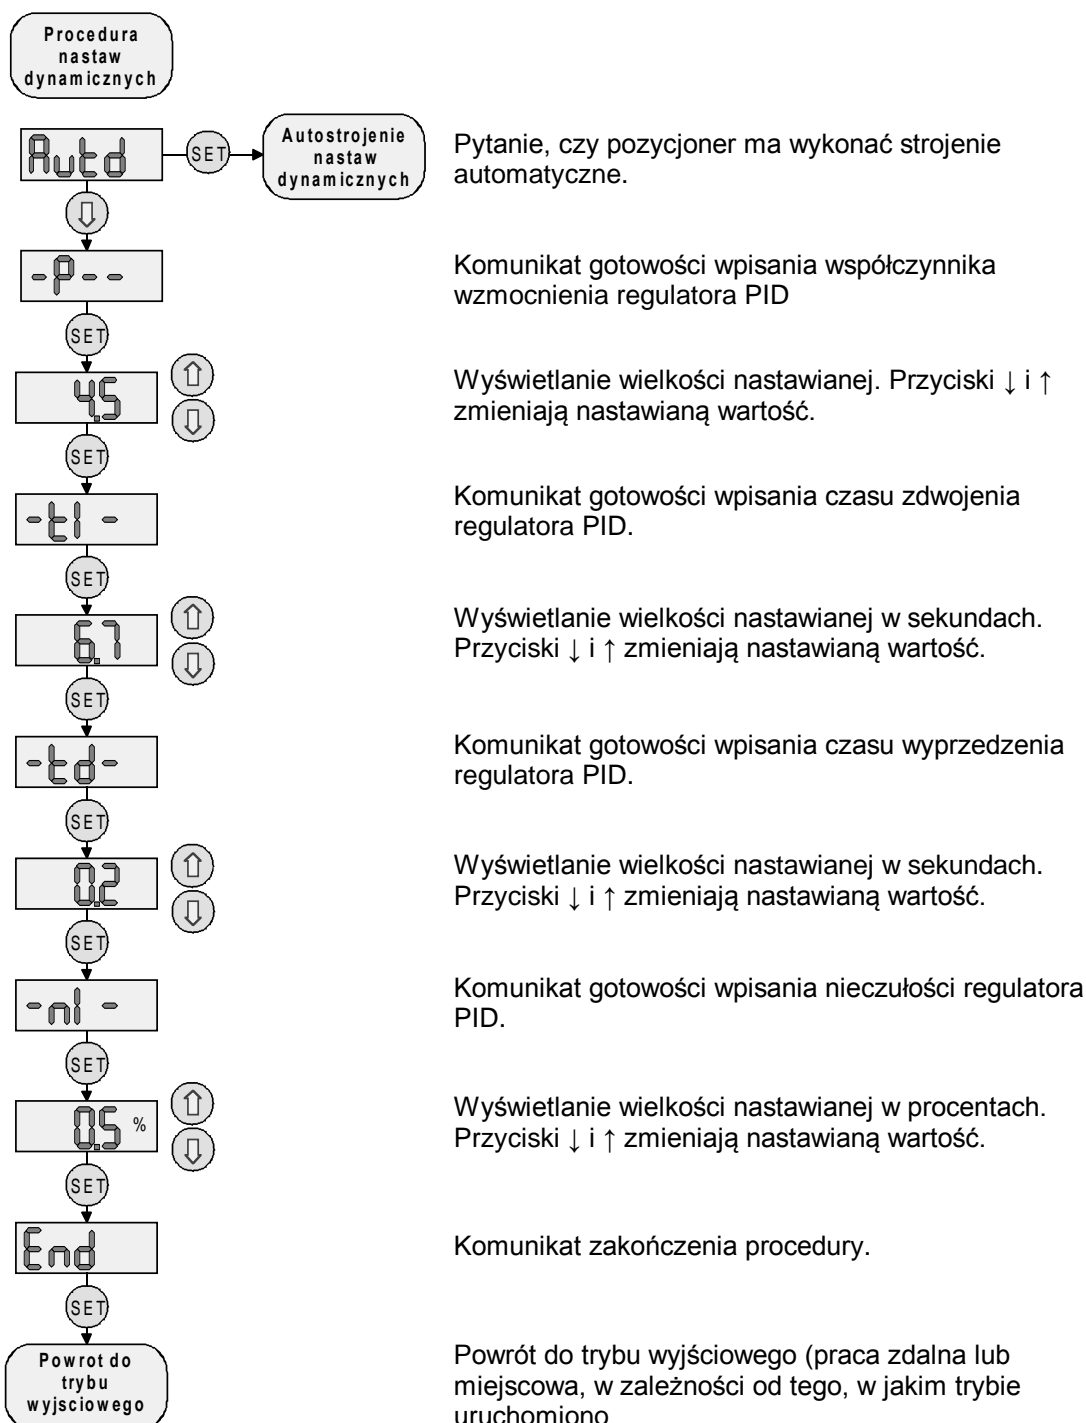 Procedura
nastaw
dynamicznych
Autd
SET
Autostrojenie
nastaw
dynamicznych
Pytanie, czy pozycjoner ma wykonać strojenie
automatyczne.
-P--
Komunikat gotowości wpisania współczynnika
wzmocnienia regulatora PID
SET
4.5
Wyświetlanie wielkości nastawianej. Przyciski ↓ i ↑
zmieniają nastawianą wartość.
SET
-tI -
Komunikat gotowości wpisania czasu zdwojenia
regulatora PID.
SET
6.7
Wyświetlanie wielkości nastawianej w sekundach.
Przyciski ↓ i ↑ zmieniają nastawianą wartość.
SET
-td-
Komunikat gotowości wpisania czasu wyprzedzenia
regulatora PID.
SET
0.2
Wyświetlanie wielkości nastawianej w sekundach.
Przyciski ↓ i ↑ zmieniają nastawianą wartość.
SET
-nI -
Komunikat gotowości wpisania nieczułości regulatora
PID.
SET
0.5 %
Wyświetlanie wielkości nastawianej w procentach.
Przyciski ↓ i ↑ zmieniają nastawianą wartość.
SET
End
Komunikat zakończenia procedury.
SET
Powrot do
trybu
wyjsciowego
Powrót do trybu wyjściowego (praca zdalna lub
miejscowa, w zależności od tego, w jakim trybie
uruchomiono